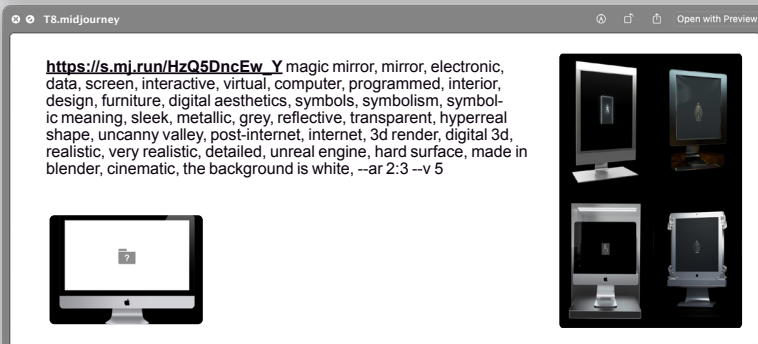 T8.midjourney
Open with Preview
https://s.mj.run/HzQ5DncEw_Y magic mirror, mirror, electronic,
data, screen, interactive, virtual, computer, programmed, interior,
design, furniture, digital aesthetics, symbols, symbolism, symbol-
ic meaning, sleek, metallic, grey, reflective, transparent, hyperreal
shape, uncanny valley, post-internet, internet, 3d render, digital 3d,
realistic, very realistic, detailed, unreal engine, hard surface, made in
blender, cinematic, the background is white, --ar 2:3 --v 5
?